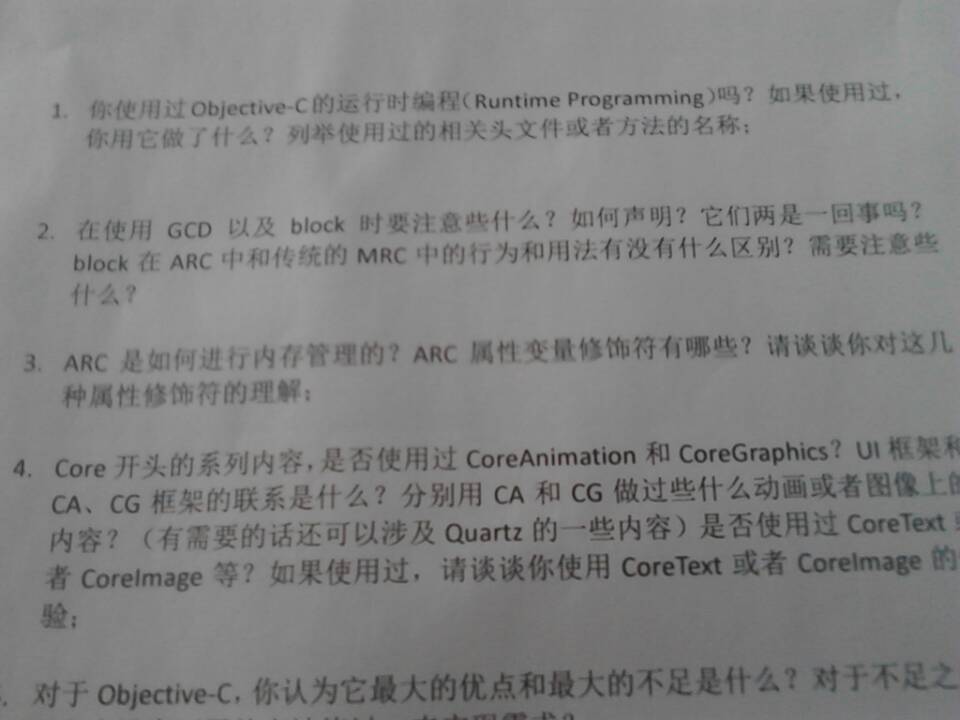 1. 你使用过Objective-C的运行时编程(Runtime Programming)吗？如果使用过，
你用它做了什么？列举使用过的相关头文件或者方法的名称；
2. 在使用 GCD 以及 block 时要注意些什么？如何声明？它们两是一回事吗？
block 在 ARC 中和传统的 MRC 中的行为和用法有没有什么区别？需要注意些
什么？
3. ARC 是如何进行内存管理的？ARC 属性变量修饰符有哪些？请谈谈你对这几
种属性修饰符的理解；
4. Core 开头的系列内容，是否使用过 CoreAnimation 和 CoreGraphics？UI 框架和
CA、CG 框架的联系是什么？分别用 CA 和 CG 做过些什么动画或者图像上的
内容？（有需要的话还可以涉及 Quartz 的一些内容）是否使用过 CoreText
者 CoreImage 等？如果使用过，请谈谈你使用 CoreText 或者 CoreImage 的
验；
对于 Objective-C，你认为它最大的优点和最大的不足是什么？对于不足之